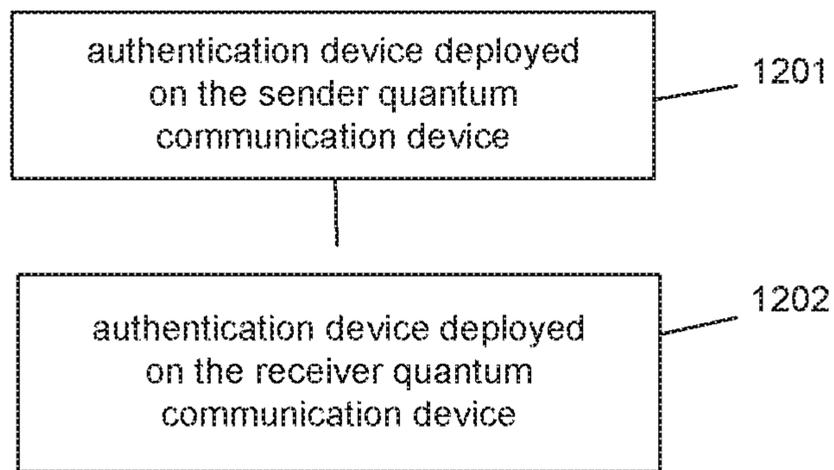 authentication device deployed
on the sender quantum
communication device
1201
authentication device deployed
on the receiver quantum
communication device
1202